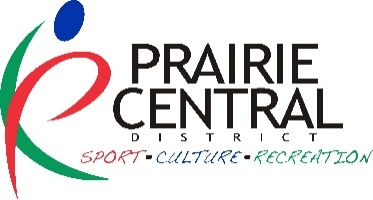 PRAIRIE
CENTRAL
DISTRICT
SPORT-CULTURE-RECREATION